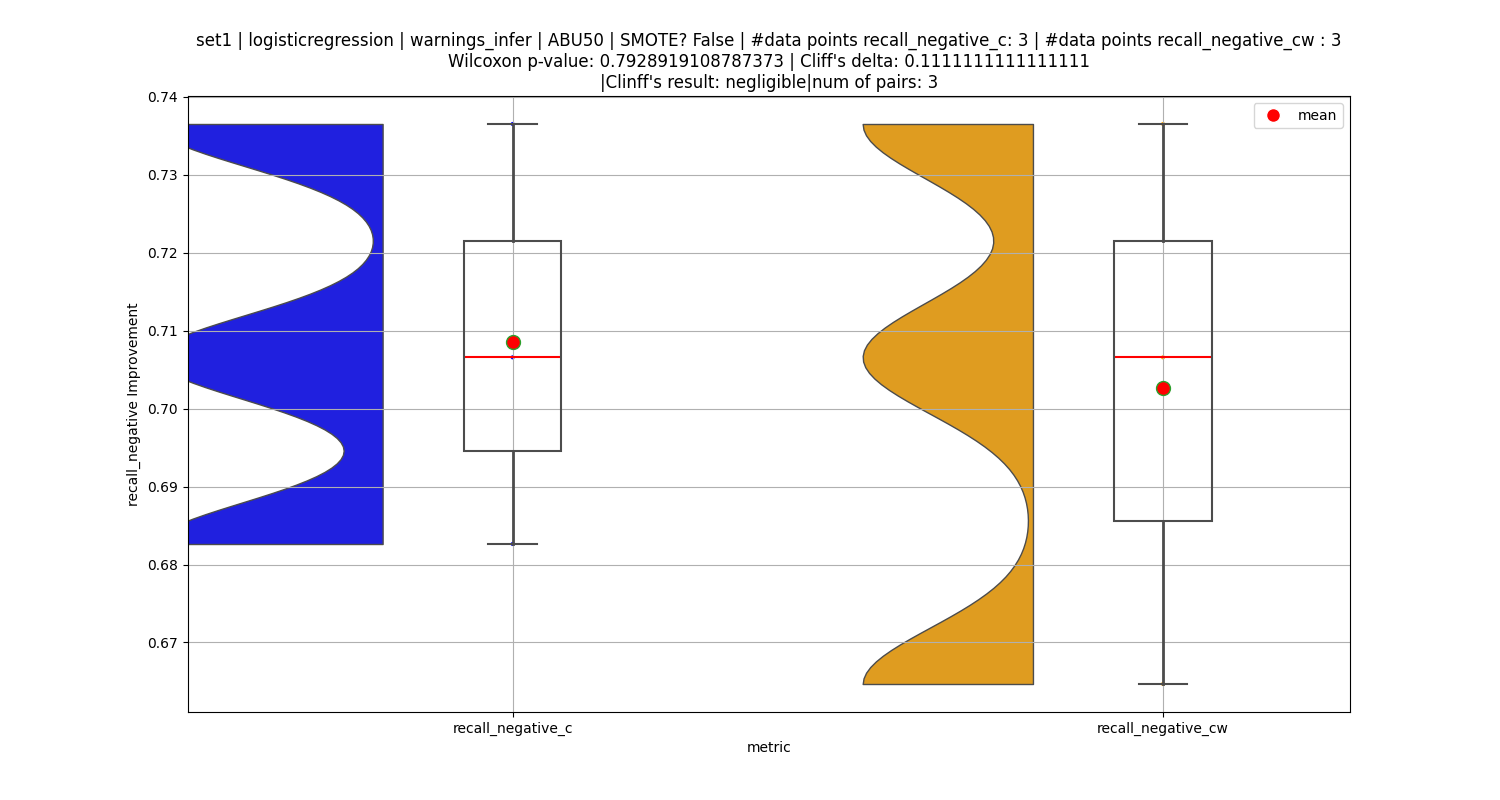 set1 | logisticregression | warnings_infer | ABU50 | SMOTE? False | #data points recall_negative_c: 3 | #data points recall_negative_cw : 3
Wilcoxon p-value: 0.7928919108787373 | Cliff's delta: 0.1111111111111111
|Clinff's result: negligible|num of pairs: 3
mean
0.74
0.73
0.72
0.71
0.70
0.69
0.68
0.67
recall_negative Improvement
recall_negative_c
recall_negative_cw
metric